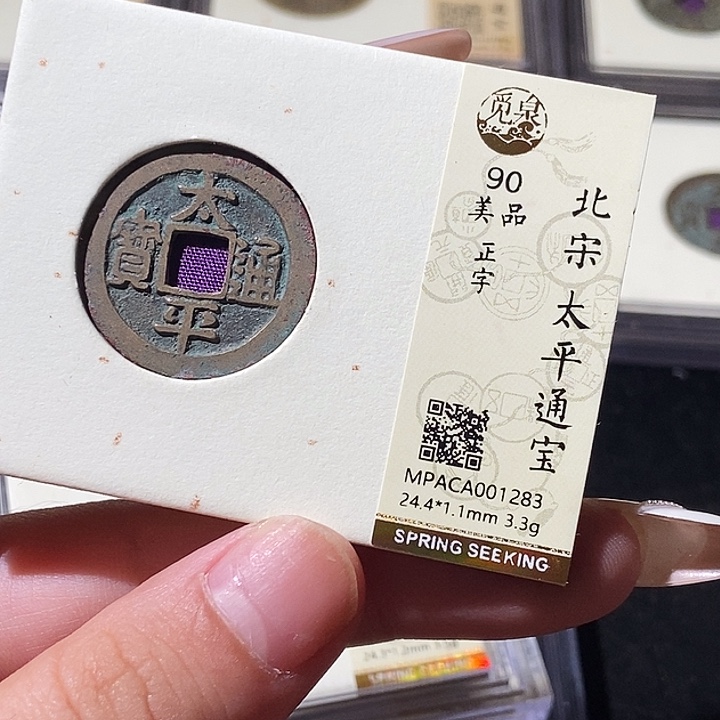 太
平
通
寶
觅泉
90
美品
正字
北宋 太平通宝
MPACA001283
24.4*1.1mm 3.3g
SPRING SEEKING